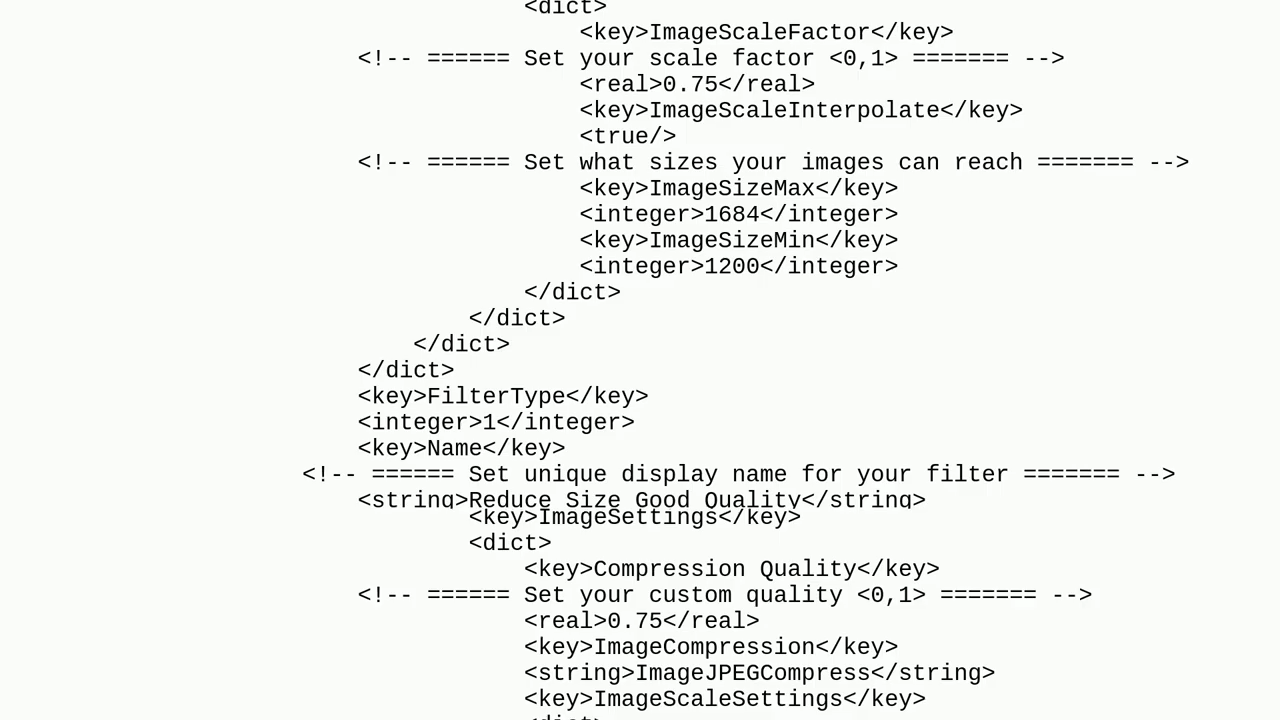 <dict>
<key>ImageScaleFactor</key>
<!-- ====== Set your scale factor <0,1> ======= -->
<real>0.75</real>
<key>ImageScaleInterpolate</key>
<true/>
<!-- ====== Set what sizes your images can reach ======= -->
<key>ImageSizeMax</key>
<integer>1684</integer>
<key>ImageSizeMin</key>
<integer>1200</integer>
</dict>
</dict>
</dict>
</dict>
<key>FilterType</key>
<integer>1</integer>
<key>Name</key>
<!-- ====== Set unique display name for your filter ======= -->
<string>Reduce Size Good Quality</string>
<key>ImageSettings</key>
<dict>
<key>Compression Quality</key>
<!-- ====== Set your custom quality <0,1> ======= -->
<real>0.75</real>
<key>ImageCompression</key>
<string>ImageJPEGCompress</string>
<key>ImageScaleSettings</key>
<dict>